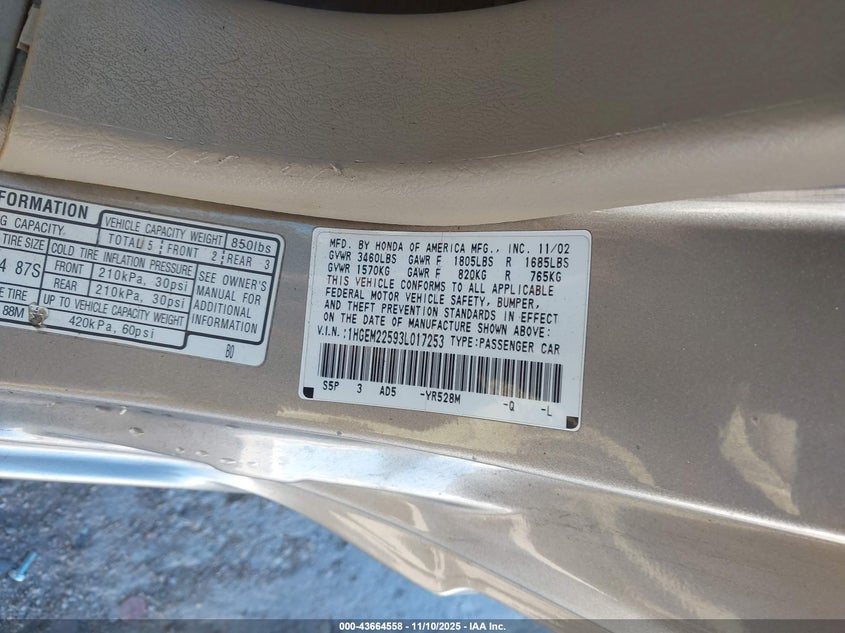 FORMATION
G CAPACITY
VEHICLE CAPACITY WEIGHT 850lbs
TOTAL 5 FRONT 2 REAR 3
TIRE SIZE
COLD TIRE INFLATION PRESSURE
4 87S
FRONT 210kPa, 30psi
REAR 210kPa, 30psi
SEE OWNER'S
MANUAL FOR
ADDITIONAL
INFORMATION
TIRE
UP TO VEHICLE CAPACITY WEIGHT
88M
420kPa, 60psi
B0
MFD. BY HONDA OF AMERICA MFG., INC. 11/02
GVWR 3460LBS GAWR F 1805LBS R 1685LBS
GVWR 1570KG GAWR F 820KG R 765KG
THIS VEHICLE CONFORMS TO ALL APPLICABLE
FEDERAL MOTOR VEHICLE SAFETY, BUMPER,
AND THEFT PREVENTION STANDARDS IN EFFECT
ON THE DATE OF MANUFACTURE SHOWN ABOVE:
V.I.N.:1HGEM22593L017253 TYPE:PASSENGER CAR
S5P 3 AD5 -YR528M -Q -L
000-43664558 - 11/10/2025 - IAA Inc.